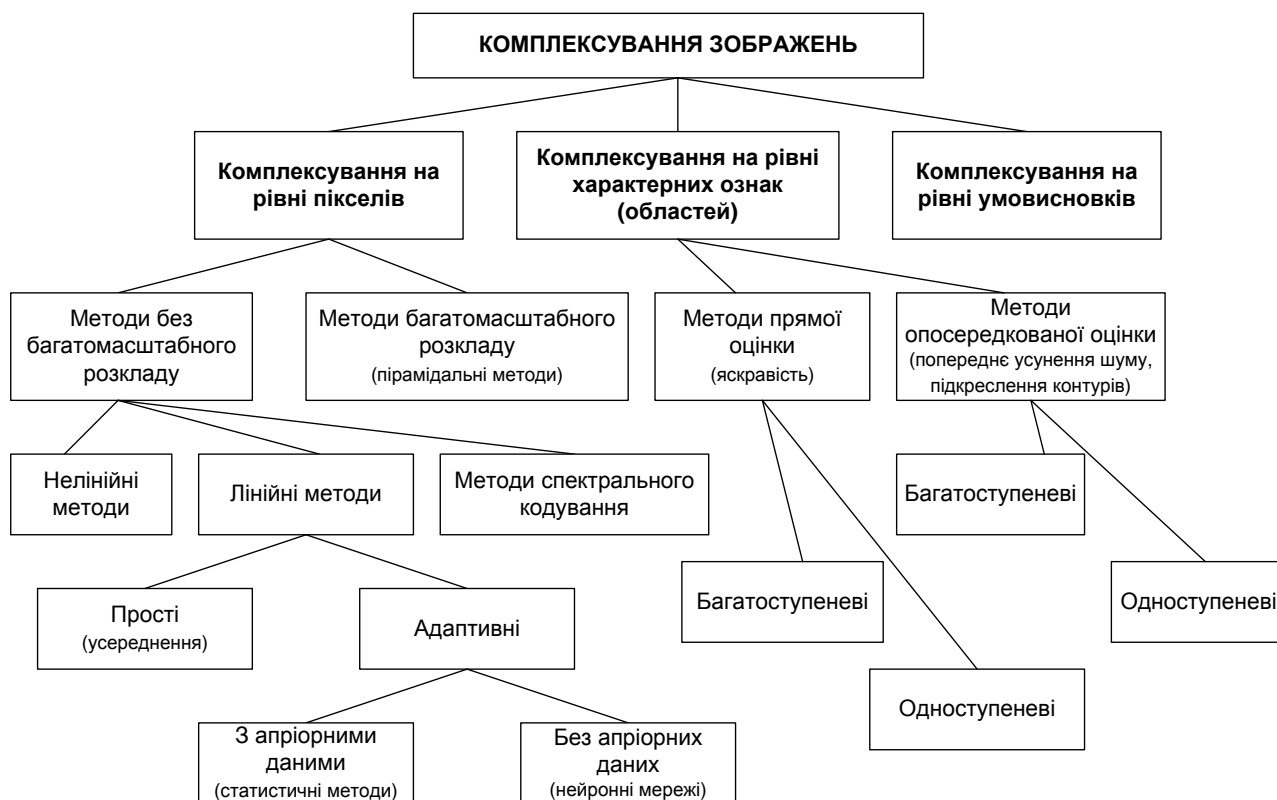 КОМПЛЕКСУВАННЯ ЗОБРАЖЕНЬ
Комплексування на
рівні пікселів
Комплексування на рівні
характерних ознак
(областей)
Комплексування на
рівні умовисновків
Методи без
багатомасштабного
розкладу
Методи багатомасштабного
розкладу
(пірамідальні методи)
Методи прямої
оцінки
(яскравість)
Методи
опосередкованої оцінки
(попереднє усунення шуму,
підкреслення контурів)
Нелінійні
методи
Лінійні методи
Методи спектрального
кодування
Багатоступеневі
Прості
(усереднення)
Адаптивні
Багатоступеневі
Одноступеневі
З апріорними
даними
(статистичні методи)
Без апріорних
даних
(нейронні мережі)
Одноступеневі